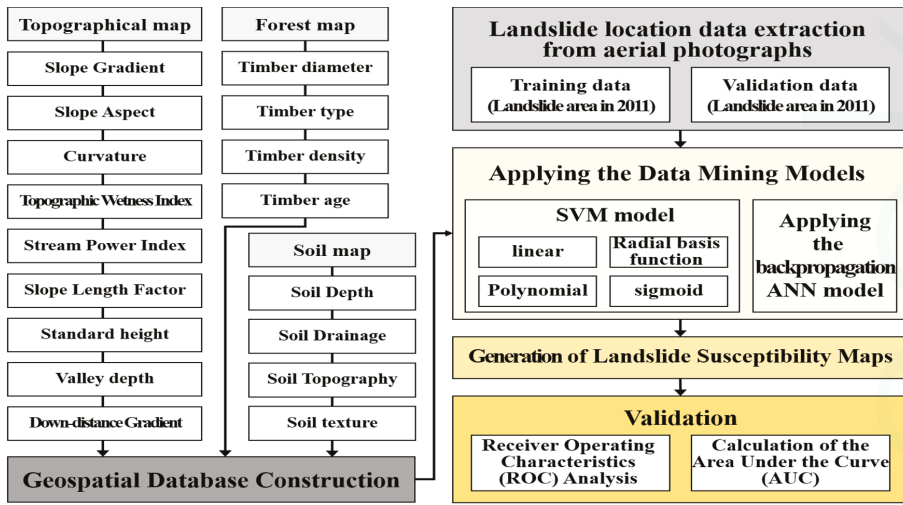 Topographical map
Slope Gradient
Slope Aspect
Curvature
Topographic Wetness Index
Stream Power Index
Slope Length Factor
Standard height
Valley depth
Down-distance Gradient
Forest map
Timber diameter
Timber type
Timber density
Timber age
Soil map
Soil Depth
Soil Drainage
Soil Topography
Soil texture
Geospatial Database Construction
Landslide location data extraction
from aerial photographs
Training data
(Landslide area in 2011)
Validation data
(Landslide area in 2011)
Applying the Data Mining Models
SVM model
linear
Radial basis
function
Polynomial
sigmoid
Applying
the
backpropagation
ANN model
Generation of Landslide Susceptibility Maps
Validation
Receiver Operating
Characteristics
(ROC) Analysis
Calculation of the
Area Under the Curve
(AUC)